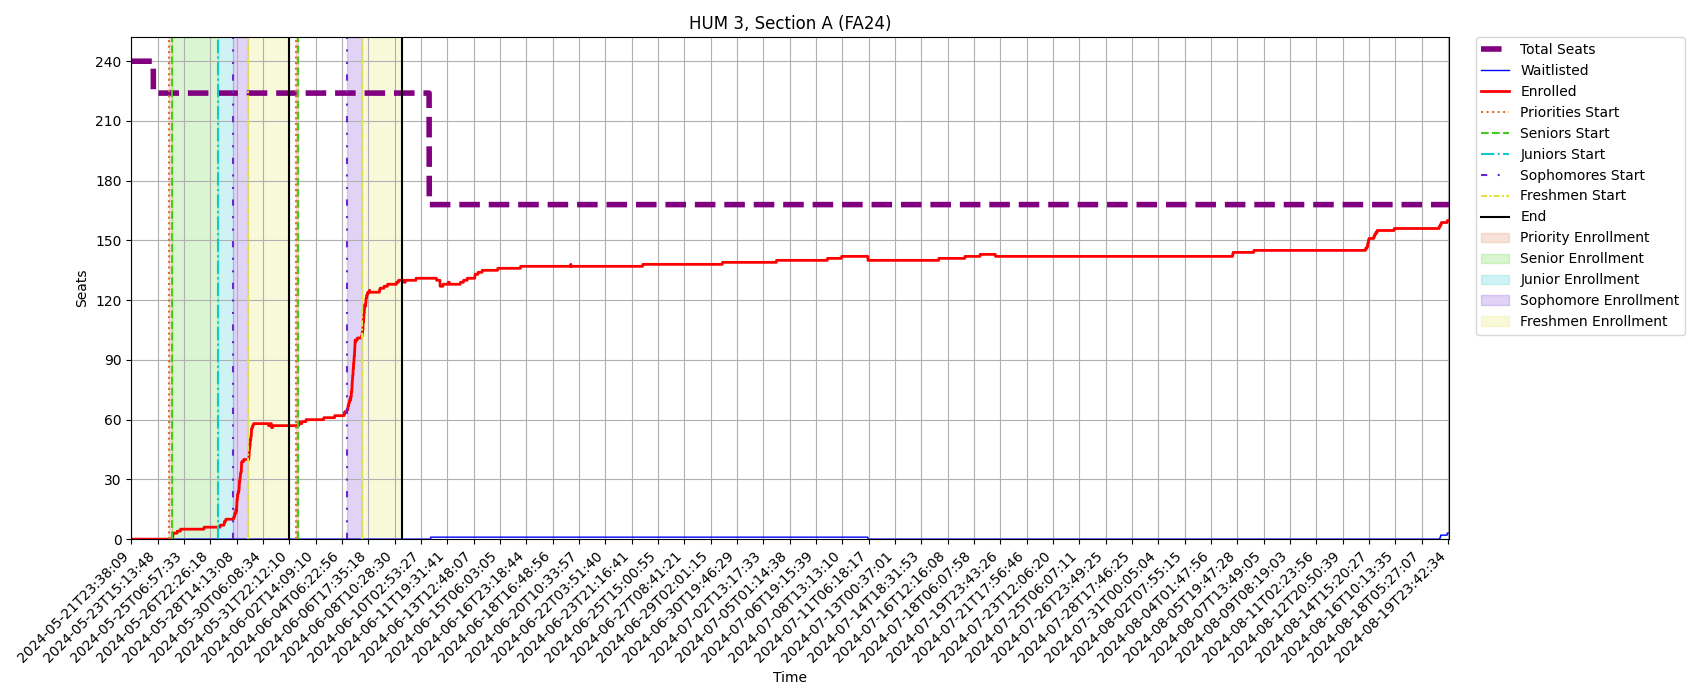 HUM 3, Section A (FA24)
Seats
240
210
180
150
120
90
60
30
0
2024-05-21T23:38:09
2024-05-23T15:13:48
2024-05-25T06:57:33
2024-05-26T22:26:18
2024-05-28T14:13:08
2024-05-30T06:08:34
2024-05-31T22:12:10
2024-06-02T14:09:10
2024-06-04T06:22:56
2024-06-06T17:35:18
2024-06-08T10:28:30
2024-06-10T02:53:27
2024-06-11T19:31:41
2024-06-13T12:48:07
2024-06-15T06:03:05
2024-06-16T23:18:44
2024-06-18T16:48:56
2024-06-20T10:33:57
2024-06-22T03:51:40
2024-06-23T21:16:41
2024-06-25T15:00:55
2024-06-27T08:41:21
2024-06-29T02:01:15
2024-06-30T19:46:29
2024-07-02T13:17:33
2024-07-05T01:14:38
2024-07-06T19:15:39
2024-07-08T13:13:10
2024-07-11T06:18:17
2024-07-13T00:37:01
2024-07-14T18:31:53
2024-07-16T12:16:08
2024-07-18T06:07:58
2024-07-19T23:43:26
2024-07-21T17:56:46
2024-07-23T12:06:20
2024-07-25T06:07:11
2024-07-26T23:49:25
2024-07-28T17:46:25
2024-07-31T00:05:04
2024-08-02T07:55:15
2024-08-04T01:47:56
2024-08-05T19:47:28
2024-08-07T13:49:05
2024-08-09T08:19:03
2024-08-11T02:23:56
2024-08-12T20:50:39
2024-08-14T15:20:27
2024-08-16T10:13:35
2024-08-18T05:27:07
2024-08-19T23:42:34
Time
Total Seats
Waitlisted
Enrolled
Priorities Start
Seniors Start
Juniors Start
Sophomores Start
Freshmen Start
End
Priority Enrollment
Senior Enrollment
Junior Enrollment
Sophomore Enrollment
Freshmen Enrollment